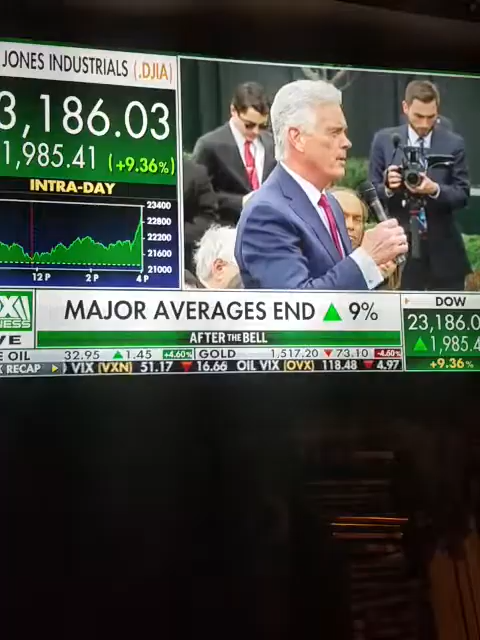 JONES INDUSTRIALS (.DJIA)
3,186.03
1,985.41 (+9.36%)
INTRA-DAY
23400
22800
22200
21600
21000
12 P 2 P 4 P
MAJOR AVERAGES END ▲ 9%
AFTER THE BELL
DOW
23,186.0
▲1,985.4
+9.36%
NESS
VE
E OIL 32.95 ▲1.45 +4.60% GOLD 1,517.20 ▼73.10 -4.60%
RECAP VIX (VXN) 51.17 ▼16.66 OIL VIX (OVX) 118.48 ▼4.97